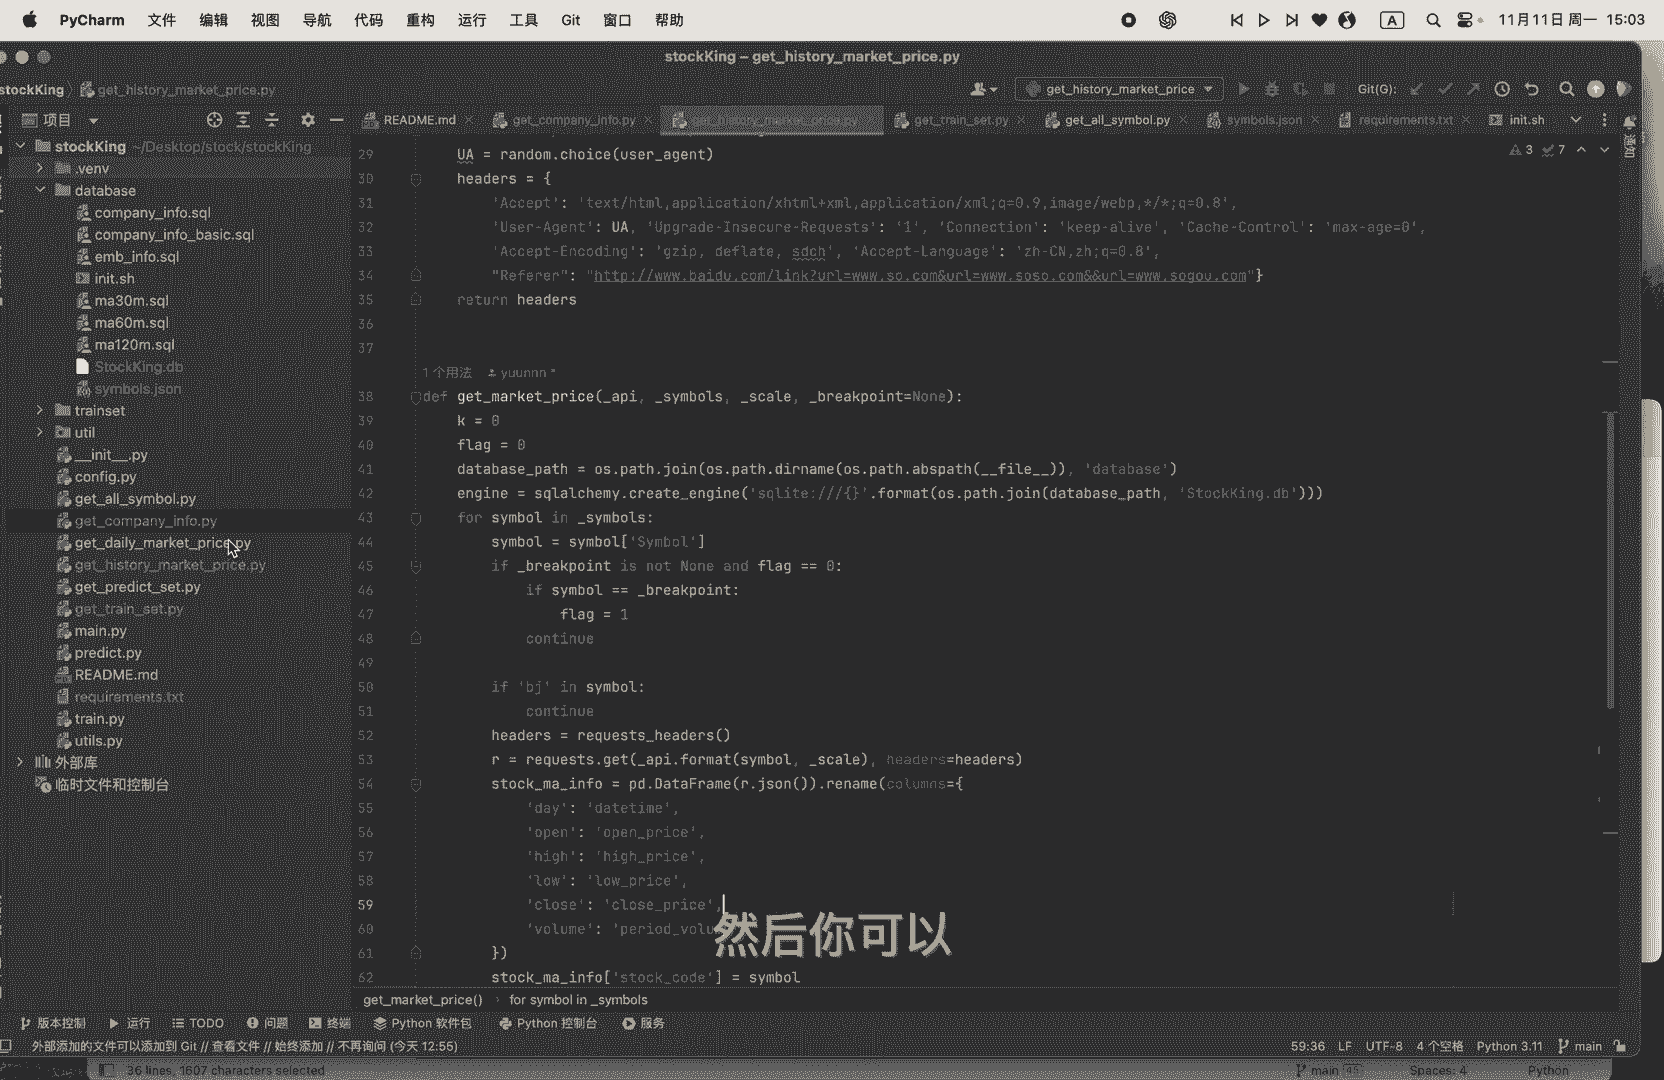 PyCharm 文件 编辑 视图 导航 代码 重构 运行 工具 Git 窗口 帮助 A 11月11日 周一 15:03
stockKing – get_history_market_price.py
stockKing get_history_market_price.py get_history_market_price Git(G):
项目 README.md get_company_info.py get_history_market_price.py get_train_set.py get_all_symbol.py symbols.json requirements.txt init.sh
通知
stockKing ~/Desktop/stock/stockKing
.venv
database
company_info.sql
company_info_basic.sql
emb_info.sql
init.sh
ma30m.sql
ma60m.sql
ma120m.sql
StockKing.db
symbols.json
trainset
util
__init__.py
config.py
get_all_symbol.py
get_company_info.py
get_daily_market_price.py
get_history_market_price.py
get_predict_set.py
get_train_set.py
main.py
predict.py
README.md
requirements.txt
train.py
utils.py
外部库
临时文件和控制台
3 7
29 UA = random.choice(user_agent)
30 headers = {
31 'Accept': 'text/html,application/xhtml+xml,application/xml;q=0.9,image/webp,*/*;q=0.8',
32 'User-Agent': UA, 'Upgrade-Insecure-Requests': '1', 'Connection': 'keep-alive', 'Cache-Control': 'max-age=0',
33 'Accept-Encoding': 'gzip, deflate, sdch', 'Accept-Language': 'zh-CN,zh;q=0.8',
34 "Referer": "http://www.baidu.com/link?url=www.so.com&url=www.soso.com&&url=www.sogou.com"}
35 return headers
36
37
1 个用法 yuunnn *
38 def get_market_price(_api, _symbols, _scale, _breakpoint=None):
39 k = 0
40 flag = 0
41 database_path = os.path.join(os.path.dirname(os.path.abspath(__file__)), 'database')
42 engine = sqlalchemy.create_engine('sqlite:///{}'.format(os.path.join(database_path, 'StockKing.db')))
43 for symbol in _symbols:
44 symbol = symbol['Symbol']
45 if _breakpoint is not None and flag == 0:
46 if symbol == _breakpoint:
47 flag = 1
48 continue
49
50 if 'bj' in symbol:
51 continue
52 headers = requests_headers()
53 r = requests.get(_api.format(symbol, _scale), headers=headers)
54 stock_ma_info = pd.DataFrame(r.json()).rename(columns={
55 'day': 'datetime',
56 'open': 'open_price',
57 'high': 'high_price',
58 'low': 'low_price',
59 'close': 'close_price',
60 'volume': 'period_volu
61 })
62 stock_ma_info['stock_code'] = symbol
然后你可以
get_market_price() for symbol in _symbols
版本控制 运行 TODO 问题 终端 Python 软件包 Python 控制台 服务
外部添加的文件可以添加到 Git // 查看文件 // 始终添加 // 不再询问 (今天 12:55) 59:36 LF UTF-8 4 个空格 Python 3.11 main
36 lines, 1607 characters selected main 45 Spaces: 4 Python